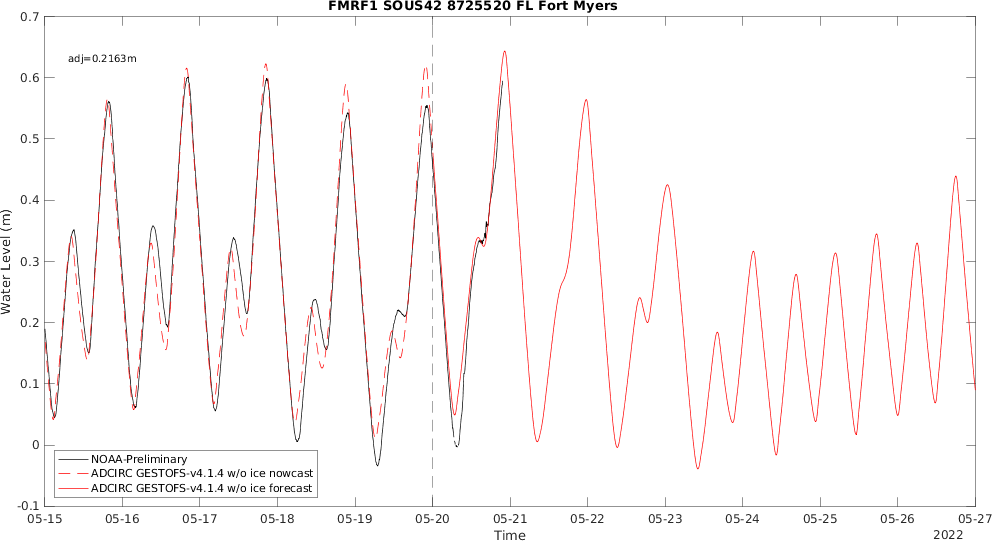 FMRF1 SOUS42 8725520 FL Fort Myers
0.7
adj=0.2163m
0.6
0.5
0.4
0.3
0.2
0.1
0
-0.1
Water Level (m)
NOAA-Preliminary
ADCIRC GESTOFS-v4.1.4 w/o ice nowcast
ADCIRC GESTOFS-v4.1.4 w/o ice forecast
05-15 05-16 05-17 05-18 05-19 05-20 05-21 05-22 05-23 05-24 05-25 05-26 05-27
Time
2022